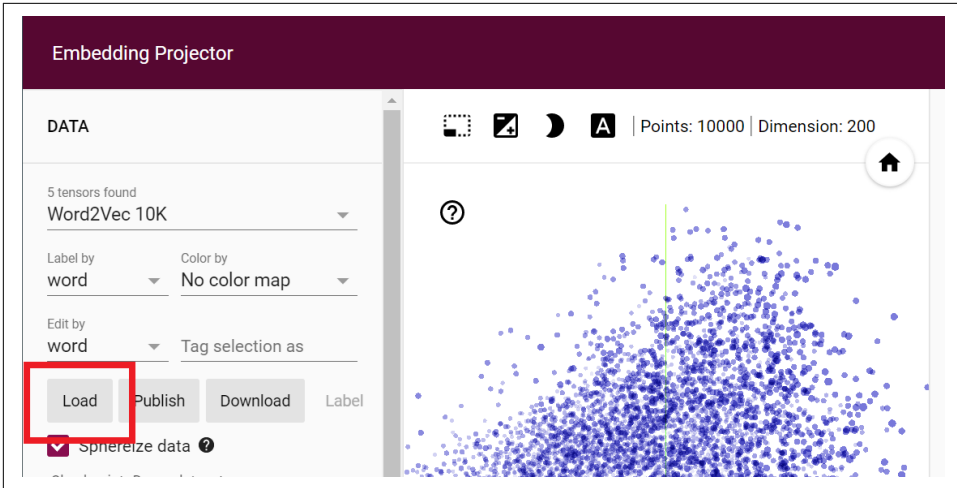 Embedding Projector
DATA
5 tensors found
Word2Vec 10K
Label by
Color by
word
No color map
Edit by
word
Tag selection as
Load
Publish
Download
Label
Sphereize data
A
Points: 10000
Dimension: 200